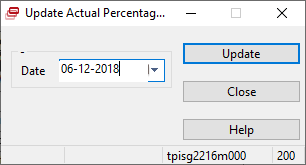 Update Actual Percentag...
Update
Date 06-12-2018
Close
Help
tpisg2216m000 200